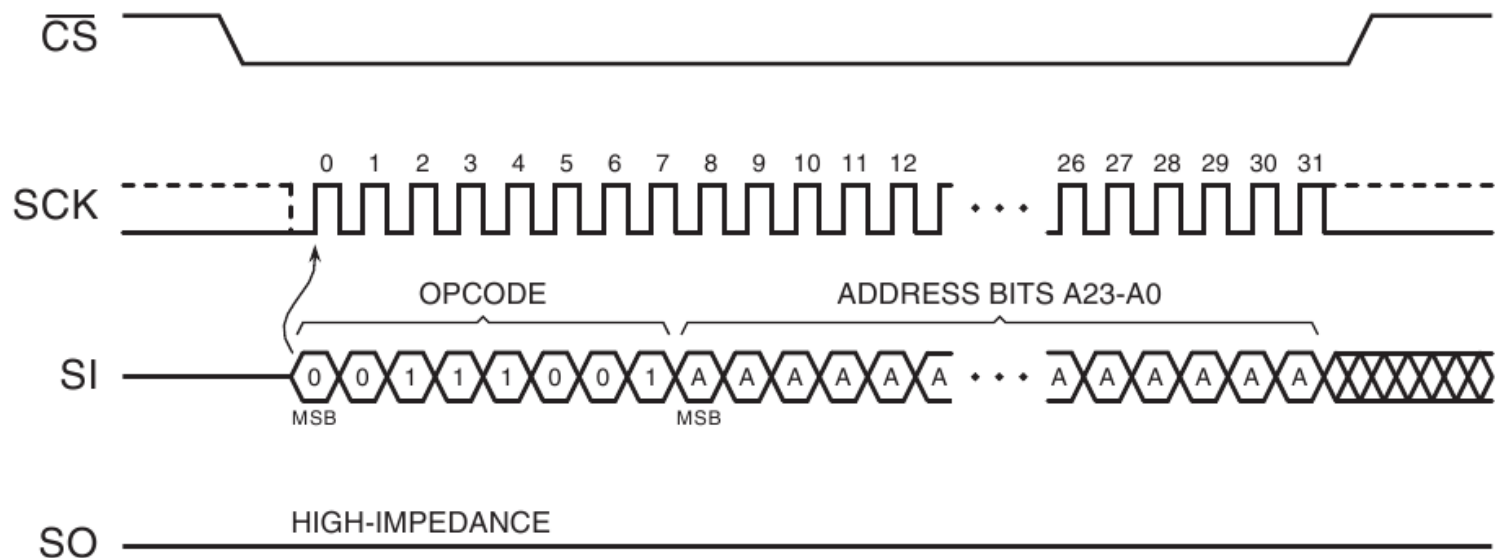 CS
0 1 2 3 4 5 6 7 8 9 10 11 12 26 27 28 29 30 31
SCK
• • •
OPCODE ADDRESS BITS A23-A0
SI 0 0 1 1 1 0 0 1 A A A A A A • • • A A A A A A
MSB MSB
HIGH-IMPEDANCE
SO